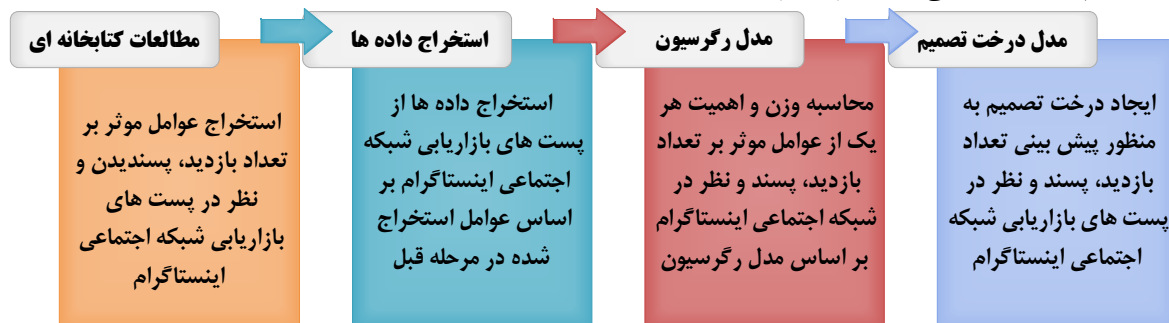 مطالعات کتابخانه ای
استخراج عوامل موثر بر
تعداد بازدید، پسندیدن و
نظر در پست های
بازاریابی شبکه اجتماعی
اینستاگرام
استخراج داده ها
استخراج داده ها از
پست های بازاریابی شبکه
اجتماعی اینستاگرام بر
اساس عوامل استخراج
شده در مرحله قبل
مدل رگرسیون
محاسبه وزن و اهمیت هر
یک از عوامل موثر بر تعداد
بازدید، پسند و نظر در
شبکه اجتماعی اینستاگرام
بر اساس مدل رگرسیون
مدل درخت تصمیم
ایجاد درخت تصمیم به
منظور پیش بینی تعداد
بازدید، پسند و نظر در
پست های بازاریابی شبکه
اجتماعی اینستاگرام